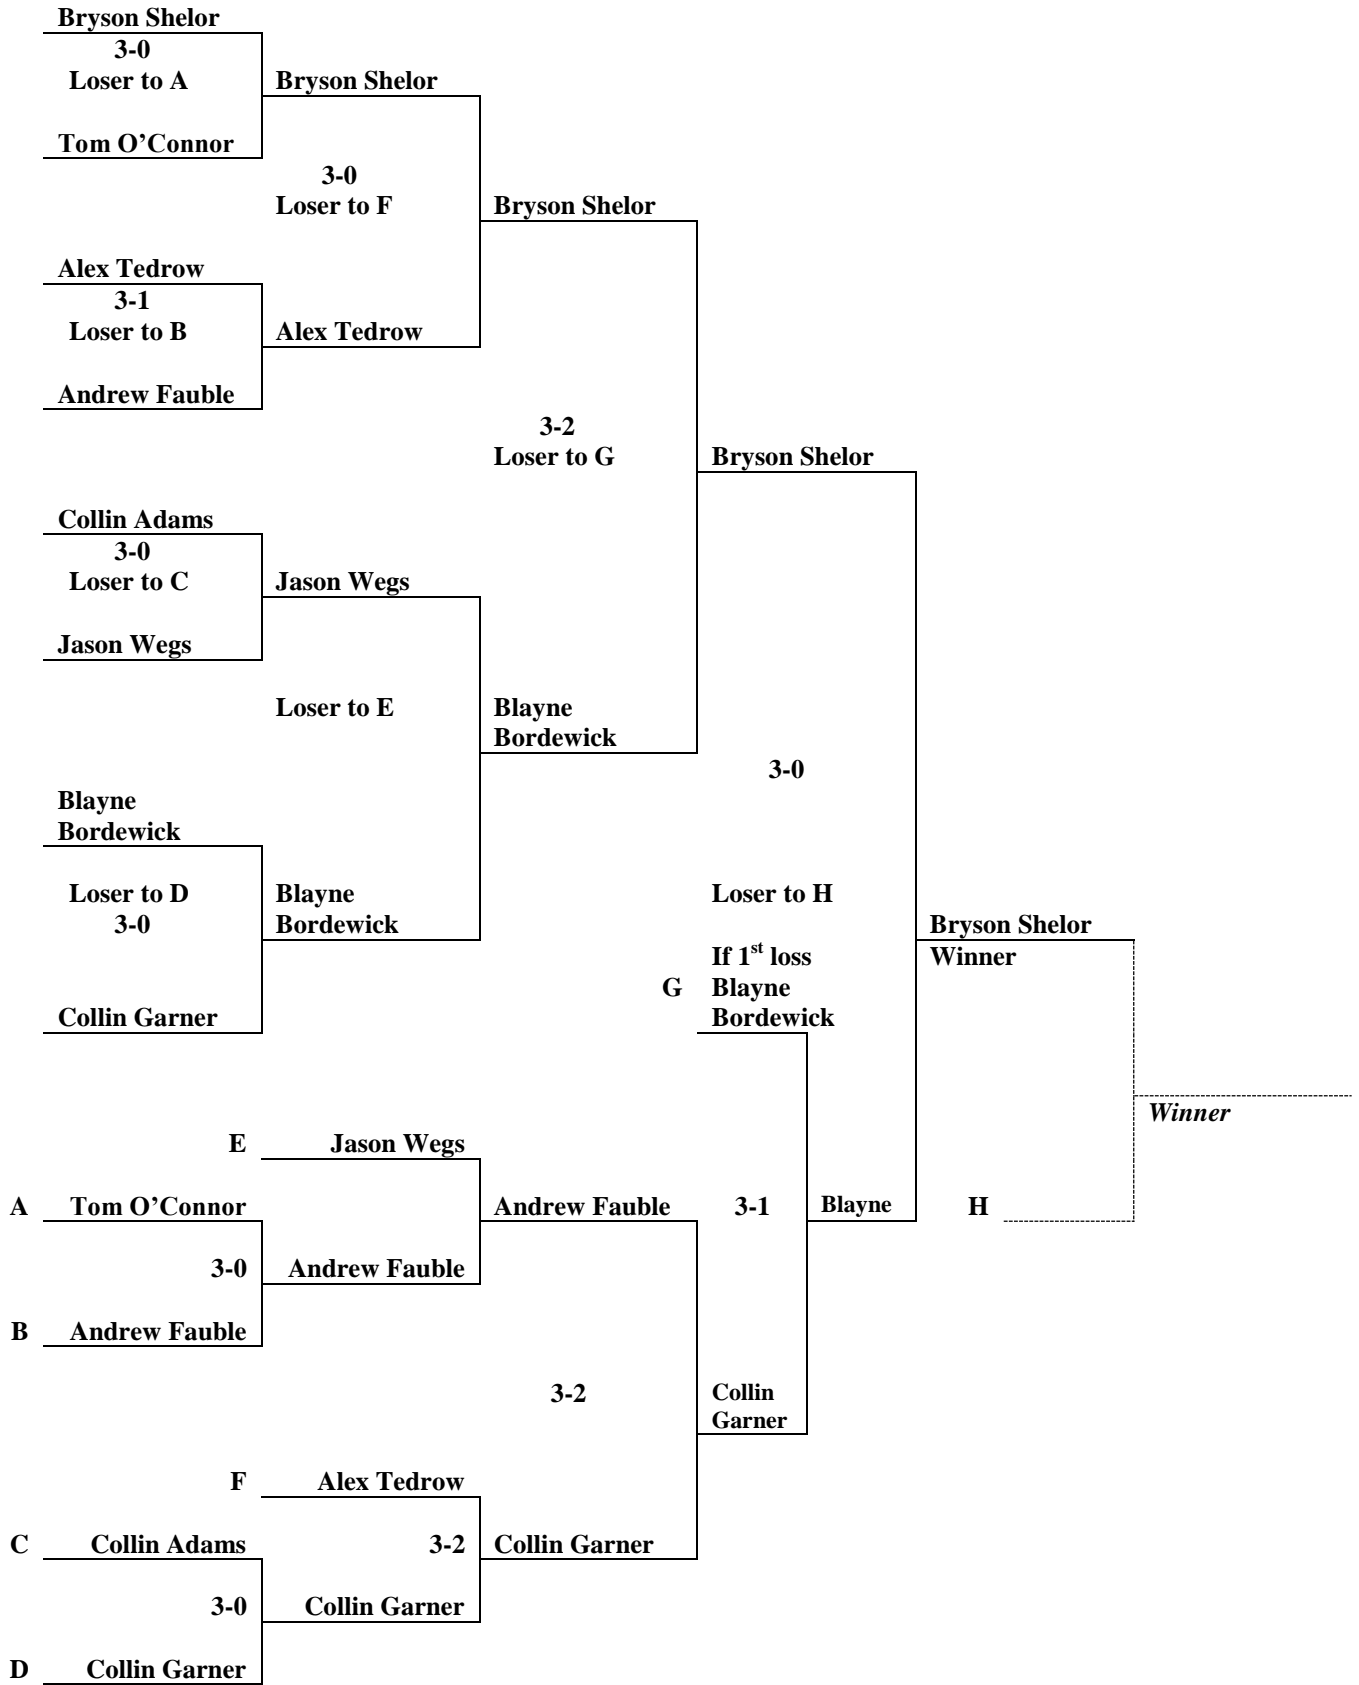 Bryson Shelor
3-0
Loser to A
Bryson Shelor
Tom O’Connor
3-0
Loser to F
Bryson Shelor
Alex Tedrow
3-1
Loser to B
Alex Tedrow
Andrew Fauble
3-2
Loser to G
Bryson Shelor
Collin Adams
3-0
Loser to C
Jason Wegs
Jason Wegs
Loser to E
Blayne
Bordewick
3-0
Blayne
Bordewick
Loser to D
3-0
Blayne
Bordewick
Loser to H
Bryson Shelor
Winner
If 1st loss
G Blayne
Bordewick
Collin Garner
Winner
E Jason Wegs
A Tom O’Connor
Andrew Fauble
3-1
Blayne
H
3-0
Andrew Fauble
B Andrew Fauble
3-2
Collin
Garner
F Alex Tedrow
C Collin Adams
3-2
Collin Garner
3-0
Collin Garner
D Collin Garner